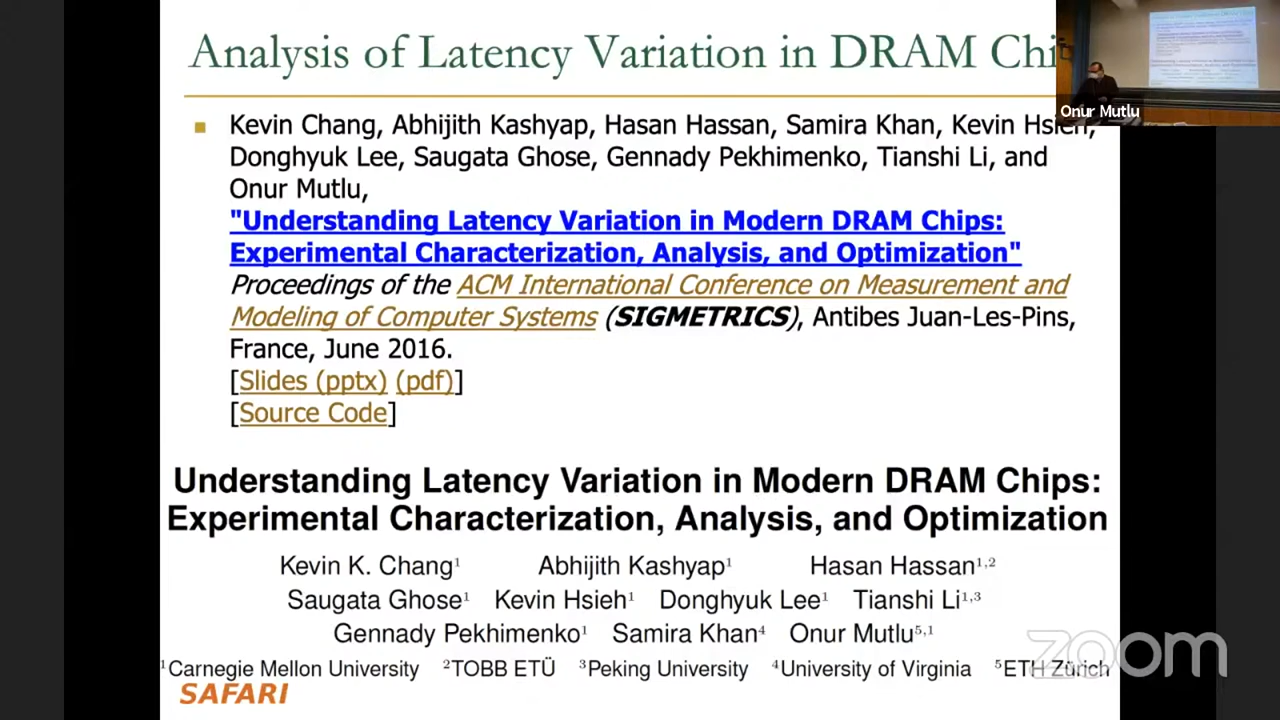 Analysis of Latency Variation in DRAM Chi
Onur Mutlu
Kevin Chang, Abhijith Kashyap, Hasan Hassan, Samira Khan, Kevin Hsieh,
Donghyuk Lee, Saugata Ghose, Gennady Pekhimenko, Tianshi Li, and
Onur Mutlu,
"Understanding Latency Variation in Modern DRAM Chips:
Experimental Characterization, Analysis, and Optimization"
Proceedings of the ACM International Conference on Measurement and
Modeling of Computer Systems (SIGMETRICS), Antibes Juan-Les-Pins,
France, June 2016.
[Slides (pptx) (pdf)]
[Source Code]
Understanding Latency Variation in Modern DRAM Chips:
Experimental Characterization, Analysis, and Optimization
Kevin K. Chang¹ Abhijith Kashyap¹ Hasan Hassan¹,²
Saugata Ghose¹ Kevin Hsieh¹ Donghyuk Lee¹ Tianshi Li¹,³
Gennady Pekhimenko¹ Samira Khan⁴ Onur Mutlu⁵,¹
¹Carnegie Mellon University ²TOBB ETÜ ³Peking University ⁴University of Virginia ⁵ETH Zürich
SAFARI
zoom